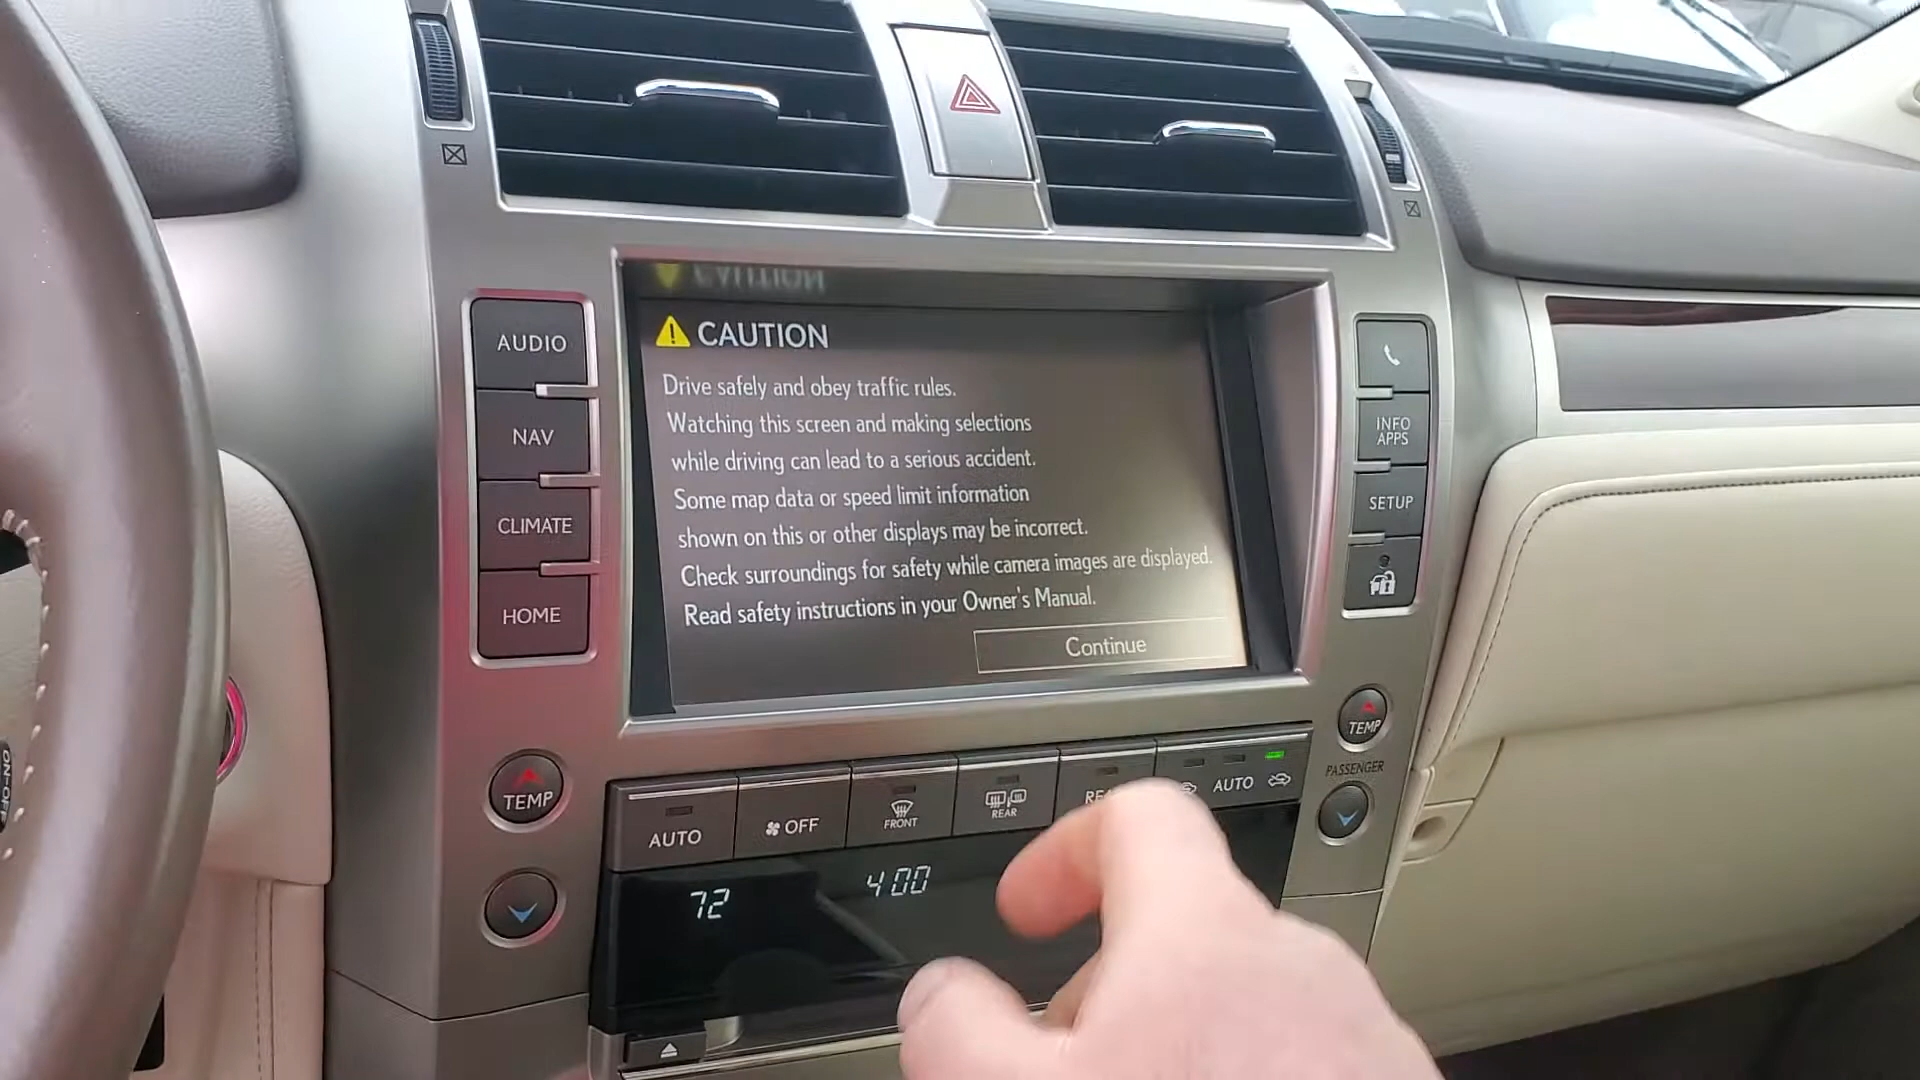 CAUTION
Drive safely and obey traffic rules.
Watching this screen and making selections
while driving can lead to a serious accident.
Some map data or speed limit information
shown on this or other displays may be incorrect.
Check surroundings for safety while camera images are displayed.
Read safety instructions in your Owner's Manual.
Continue
AUDIO
NAV
CLIMATE
HOME
INFO
APPS
SETUP
TEMP
TEMP
PASSENGER
AUTO
OFF
FRONT
REAR
AUTO
72
4:00
ON-OFF